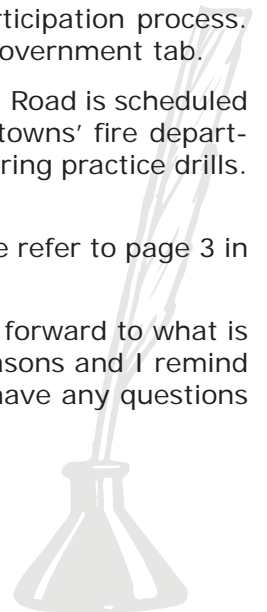 rticipation process.
overnment tab.
Road is scheduled
towns' fire depart-
ring practice drills.
e refer to page 3 in
forward to what is
asons and I remind
have any questions